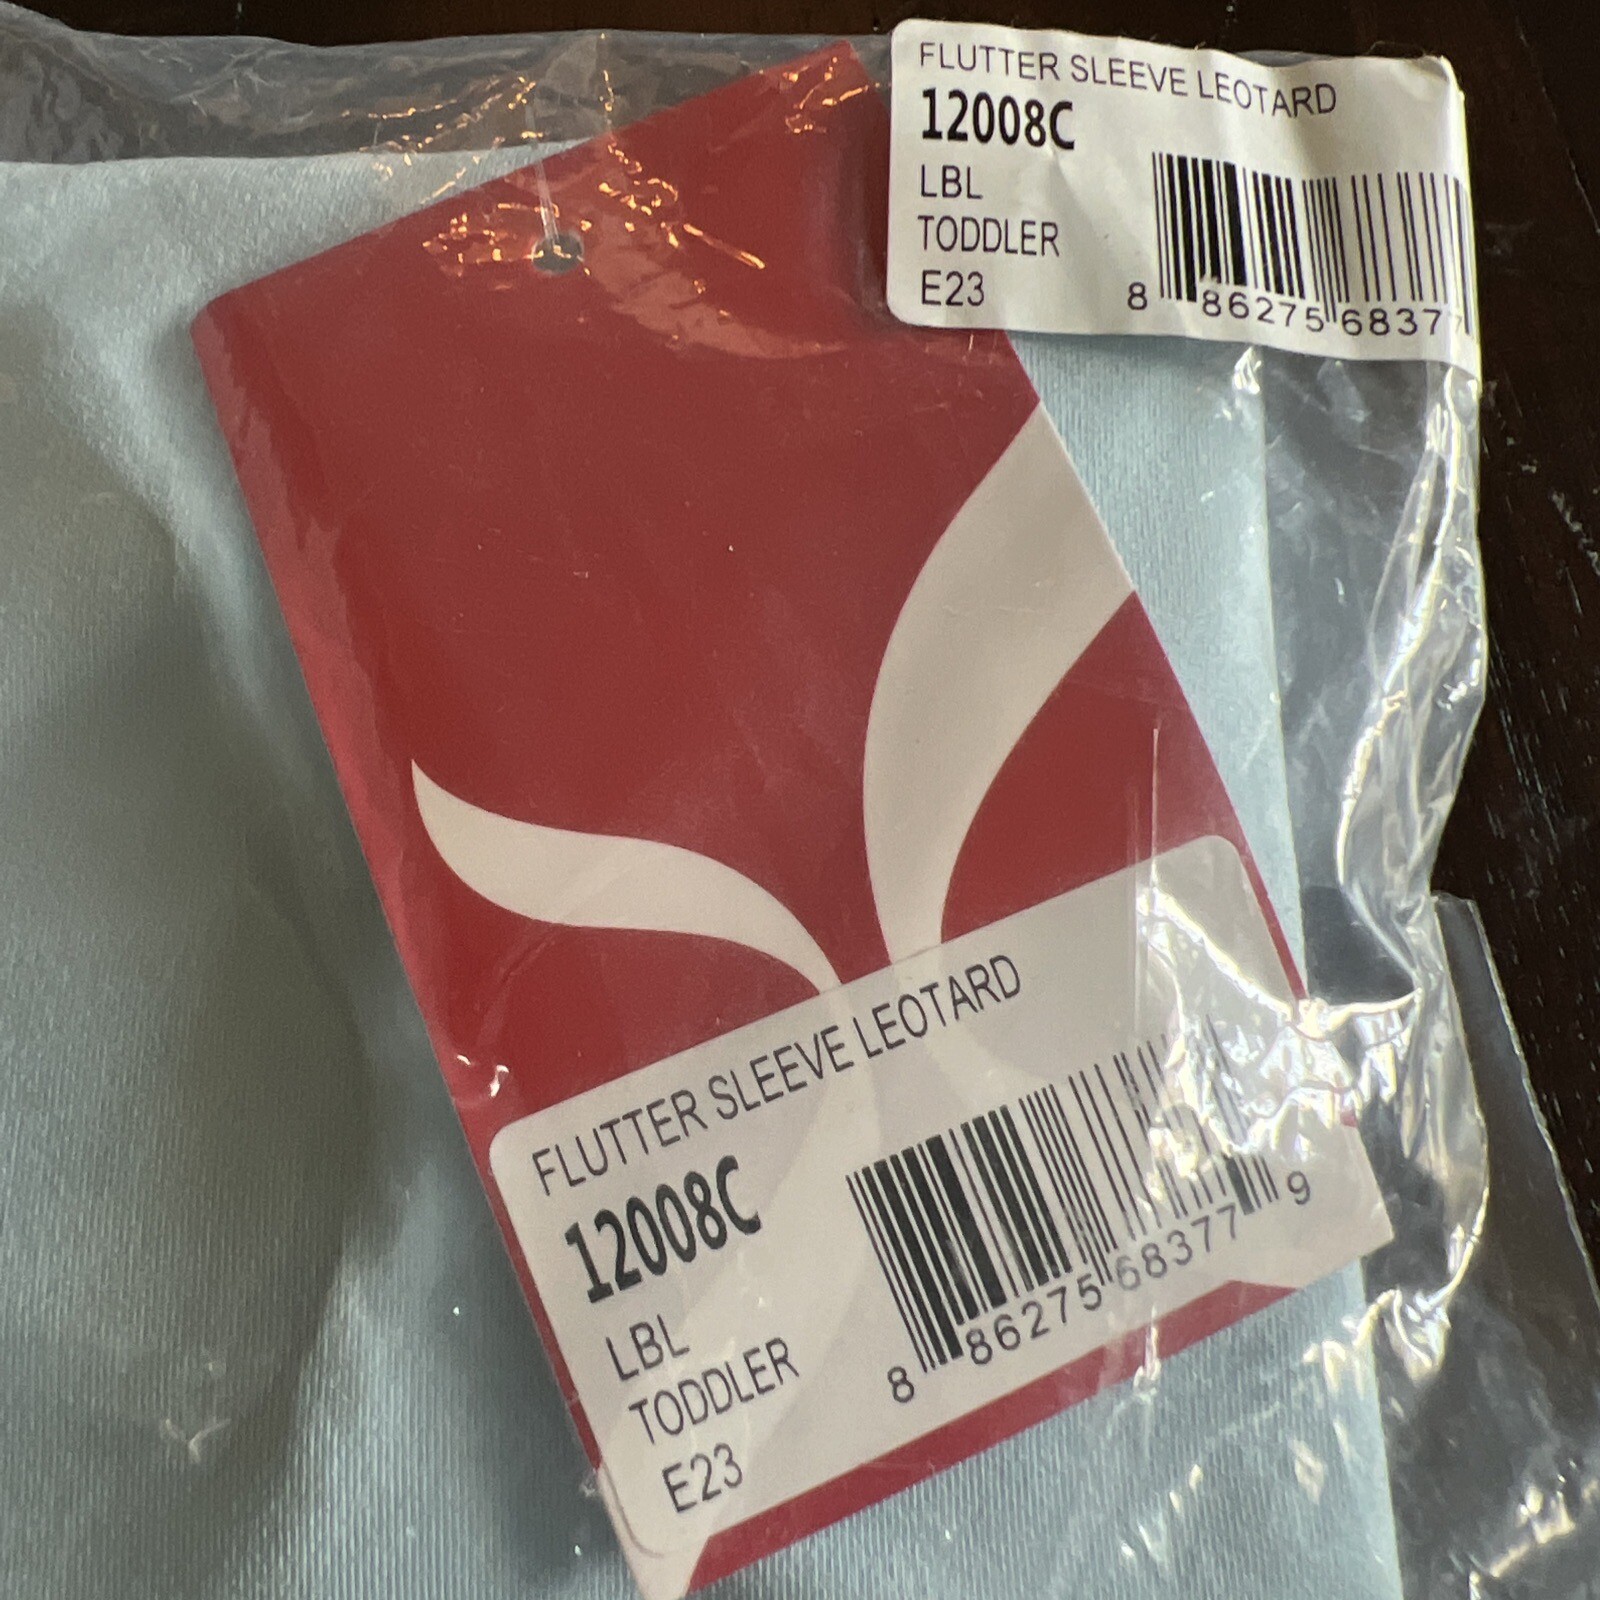 FLUTTER SLEEVE LEOTARD
12008C
LBL
TODDLER
E23
8 86275 68377
FLUTTER SLEEVE LEOTARD
12008C
LBL
TODDLER
E23
8 86275 68377 9